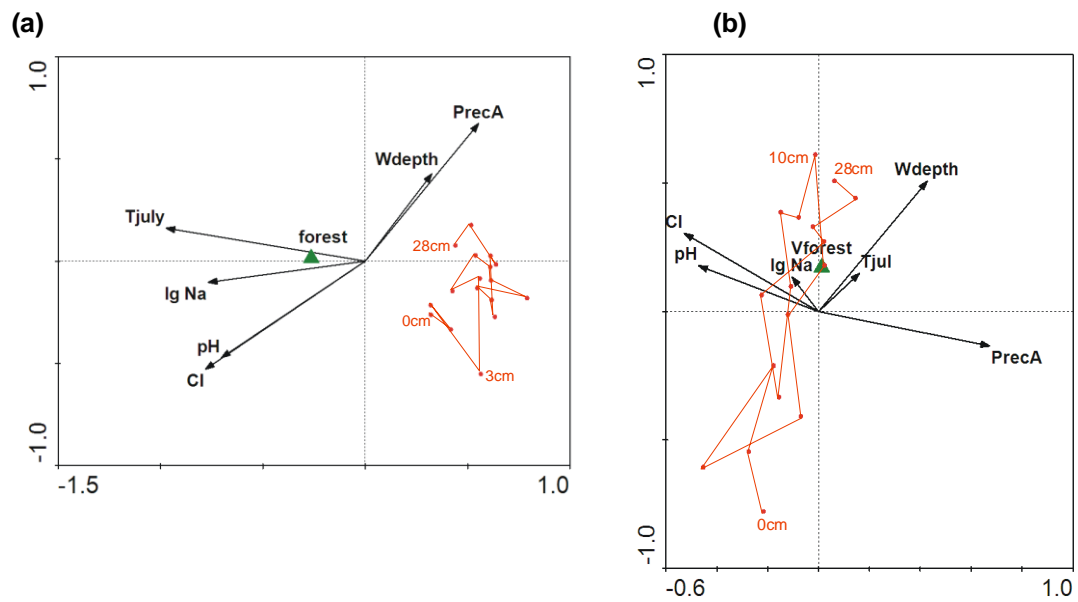 (a)
1.0
PrecA
Wdepth
Tjuly
forest
28cm
lg Na
0cm
pH
Cl
3cm
-1.0
-1.5
1.0
(b)
1.0
10cm
28cm
Wdepth
Cl
pH
Vforest
lg Na
Tjul
PrecA
0cm
-1.0
-0.6
1.0